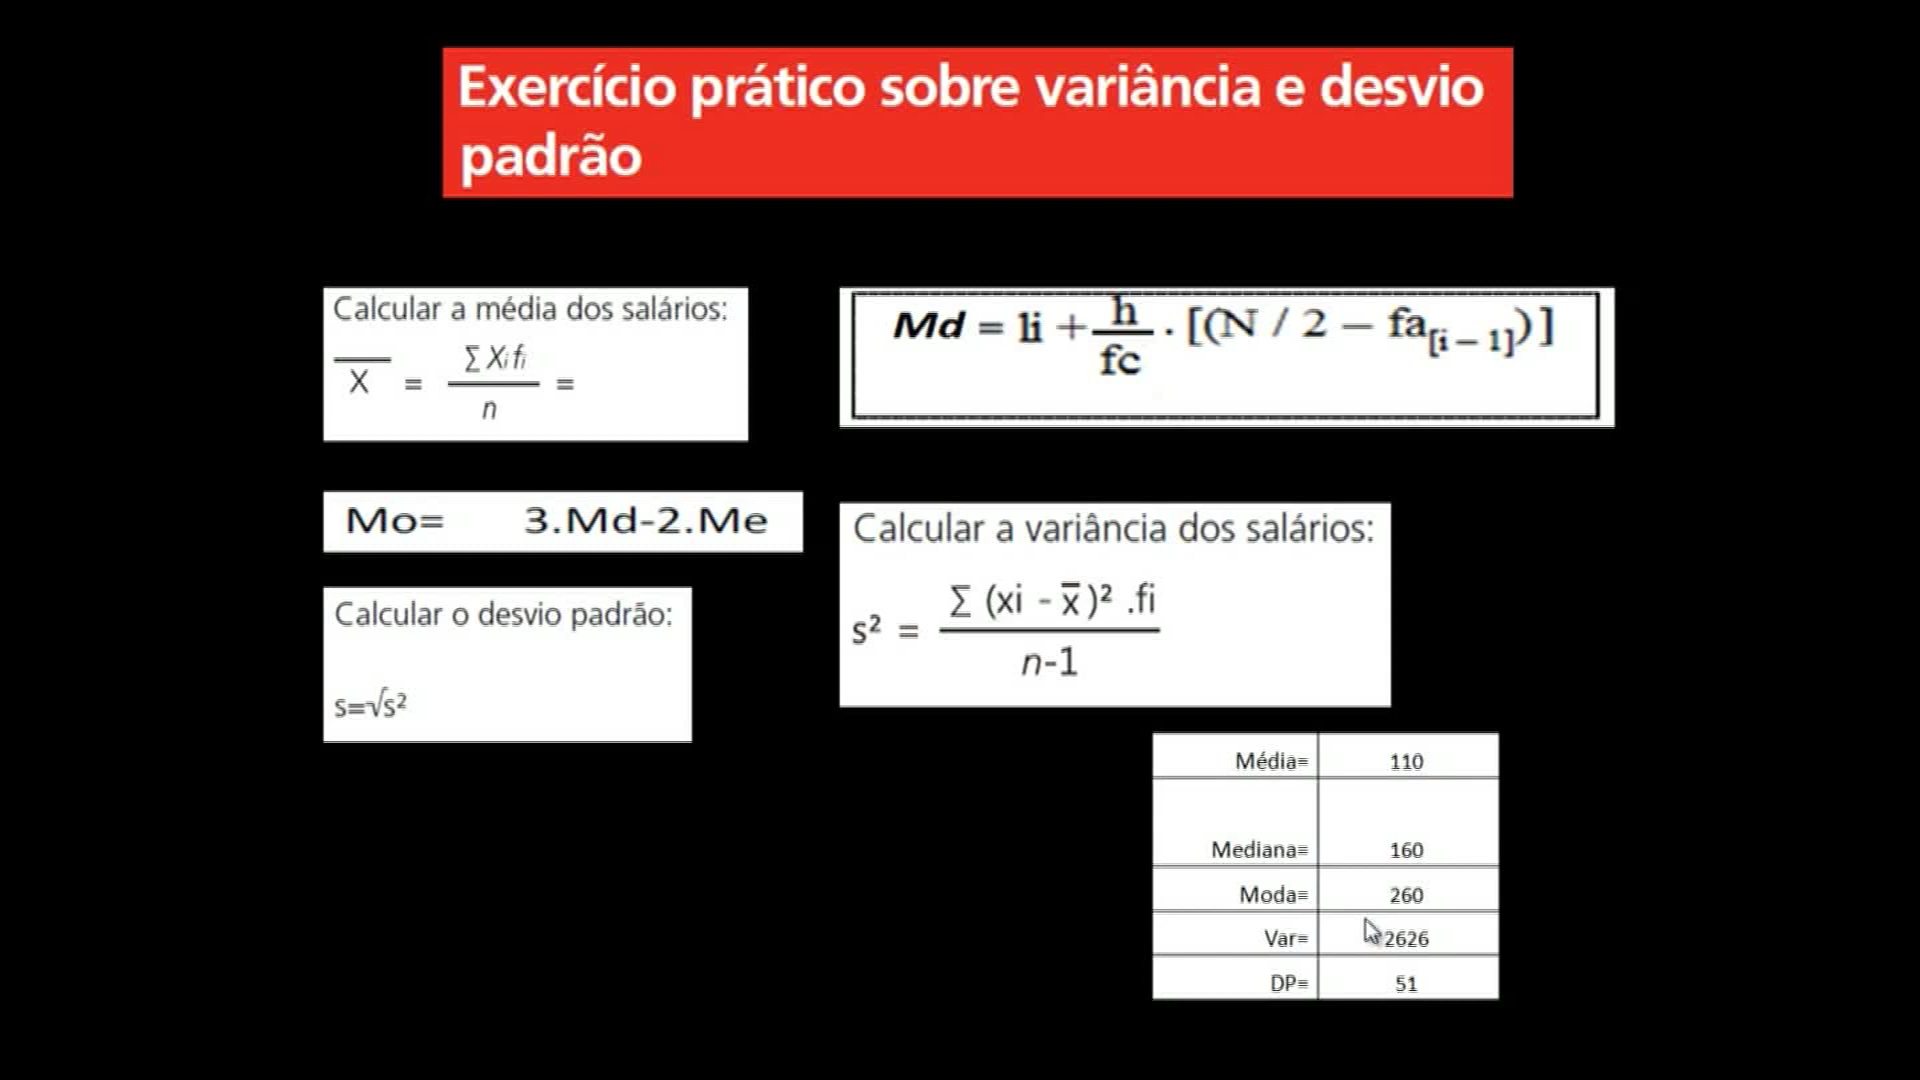 Exercício prático sobre variância e desvio
padrão
Calcular a média dos salários:
X = ∑ Xi fi / n =
Md = li + h / fc . [(N / 2 − fa[i − 1])]
Mo= 3.Md-2.Me
Calcular a variância dos salários:
s² = ∑ (xi - x̄)² .fi / n-1
Calcular o desvio padrão:
s=√s²
Média= 110
Mediana= 160
Moda= 260
Var= 2626
DP= 51